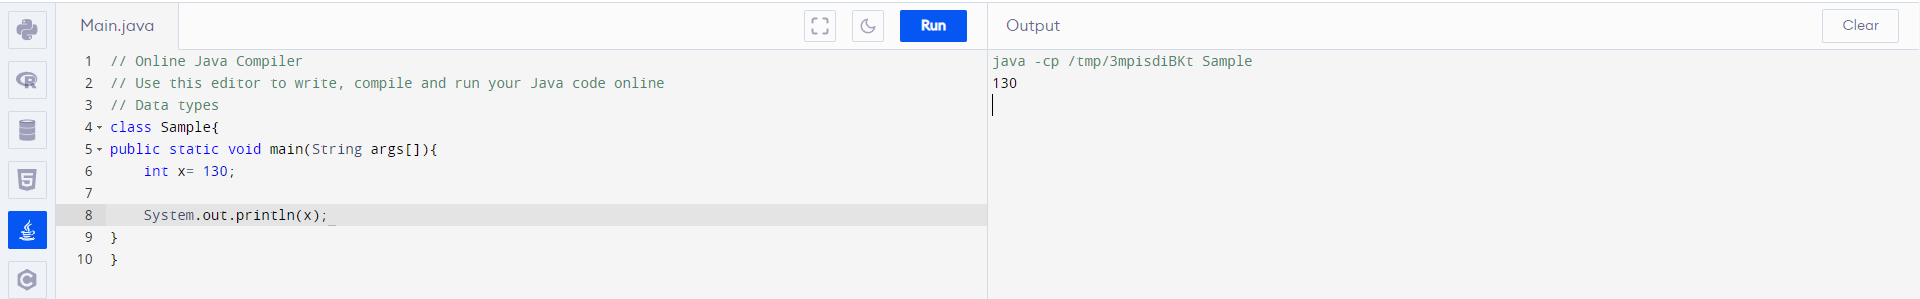 Main.java
Run
Output
Clear
1 // Online Java Compiler
2 // Use this editor to write, compile and run your Java code online
3 // Data types
4 class Sample{
5 public static void main(String args[]){
6     int x= 130;
7
8     System.out.println(x);
9 }
10 }
java -cp /tmp/3mpisdiBKt Sample
130